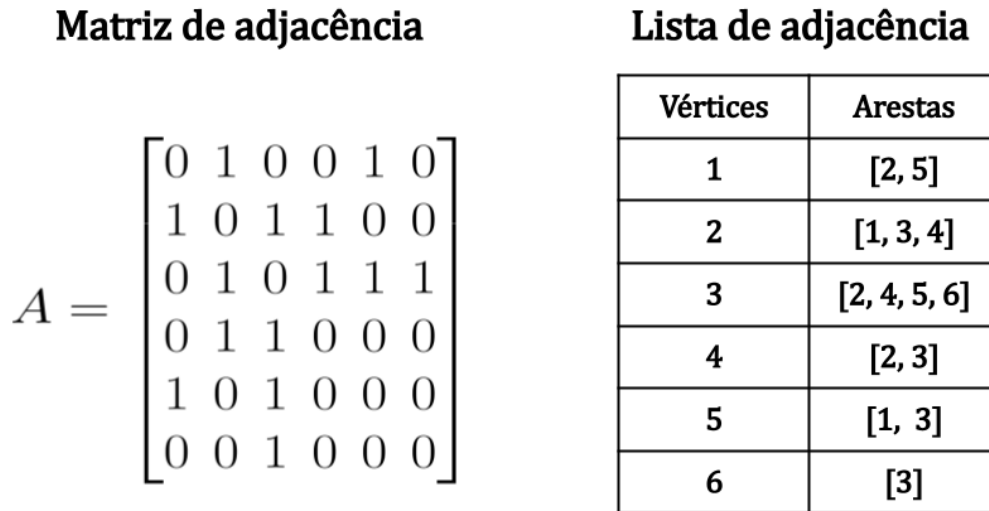 Matriz de adjacência
A =
0 1 0 0 1 0
1 0 1 1 0 0
0 1 0 1 1 1
0 1 1 0 0 0
1 0 1 0 0 0
0 0 1 0 0 0
Lista de adjacência
Vértices Arestas
1 [2, 5]
2 [1, 3, 4]
3 [2, 4, 5, 6]
4 [2, 3]
5 [1, 3]
6 [3]